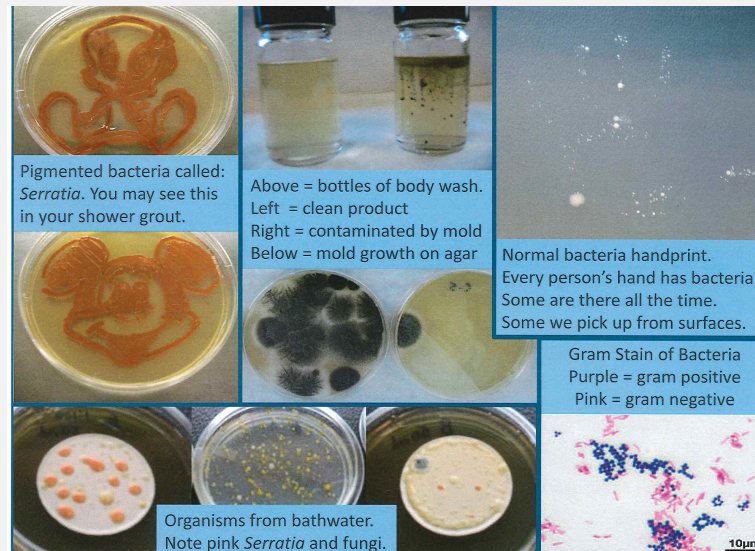 Pigmented bacteria called:
Serratia. You may see this
in your shower grout.
Above = bottles of body wash.
Left = clean product
Right = contaminated by mold
Below = mold growth on agar
Normal bacteria handprint.
Every person's hand has bacteria
Some are there all the time.
Some we pick up from surfaces.
Gram Stain of Bacteria
Purple = gram positive
Pink = gram negative
10µm
Organisms from bathwater.
Note pink Serratia and fungi.